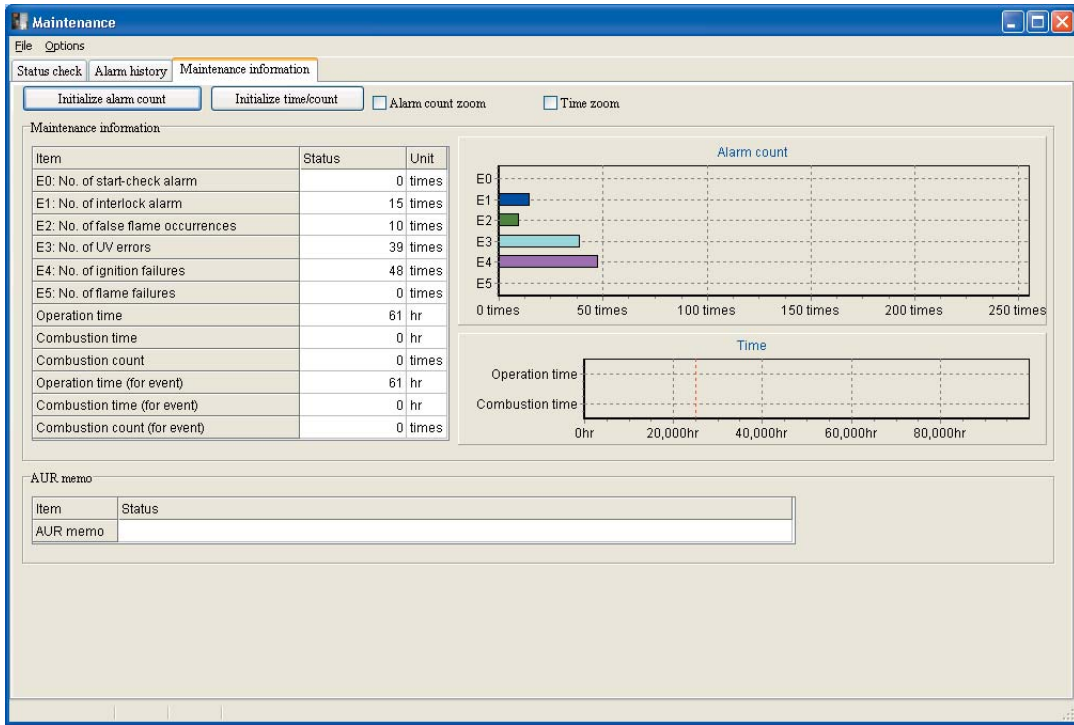 Maintenance
File Options
Status check Alarm history Maintenance information
Initialize alarm count Initialize time/count Alarm count zoom Time zoom
Maintenance information
Item Status Unit
E0: No. of start-check alarm 0 times
E1: No. of interlock alarm 15 times
E2: No. of false flame occurrences 10 times
E3: No. of UV errors 39 times
E4: No. of ignition failures 48 times
E5: No. of flame failures 0 times
Operation time 61 hr
Combustion time 0 hr
Combustion count 0 times
Operation time (for event) 61 hr
Combustion time (for event) 0 hr
Combustion count (for event) 0 times
Alarm count
E0
E1
E2
E3
E4
E5
0 times 50 times 100 times 150 times 200 times 250 times
Time
Operation time
Combustion time
0hr 20,000hr 40,000hr 60,000hr 80,000hr
AUR memo
Item Status
AUR memo